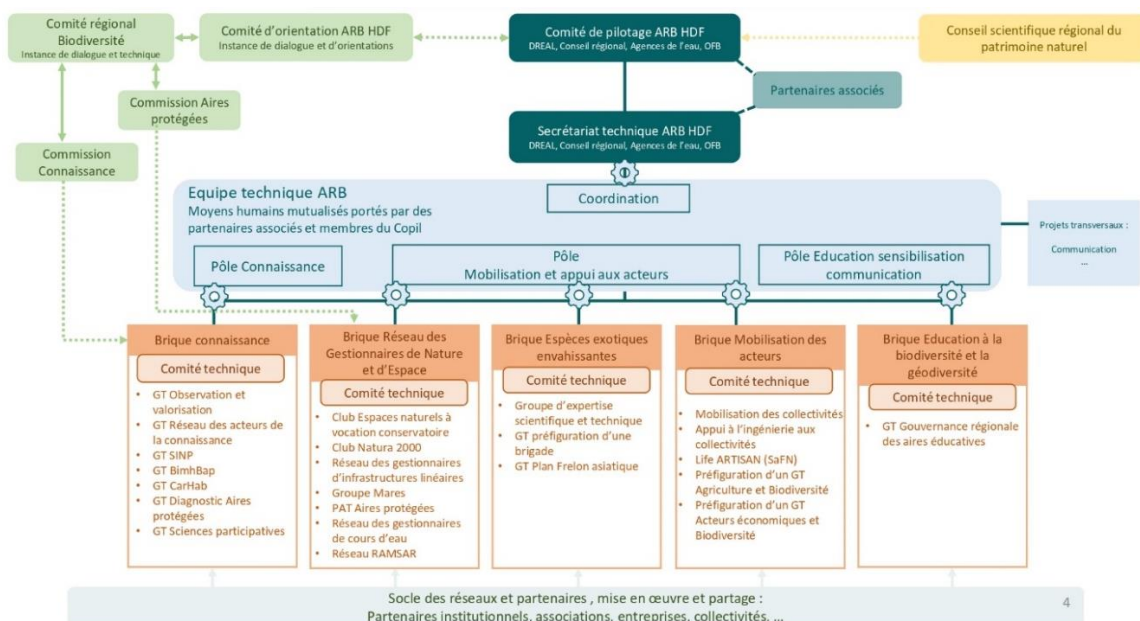 Comité régional
Biodiversité
Instance de dialogue et technique
Comité d'orientation ARB HDF
Instance de dialogue et d'orientations
Comité de pilotage ARB HDF
DREAL, Conseil régional, Agences de l'eau, OFB
Conseil scientifique régional du
patrimoine naturel
Partenaires associés
Commission Aires
protégées
Commission
Connaissance
Secrétariat technique ARB HDF
DREAL, Conseil régional, Agences de l'eau, OFB
Equipe technique ARB
Moyens humains mutualisés portés par des
partenaires associés et membres du Copil
Coordination
Projets transversaux :
Communication
...
Pôle Connaissance
Pôle
Mobilisation et appui aux acteurs
Pôle Education sensibilisation
communication
Brique connaissance
Comité technique
• GT Observation et
valorisation
• GT Réseau des acteurs de
la connaissance
• GT SINP
• GT BimhBap
• GT CarHab
• GT Diagnostic Aires
protégées
• GT Sciences participatives
Brique Réseau des
Gestionnaires de Nature
et d'Espace
Comité technique
• Club Espaces naturels à
vocation conservatoire
• Club Natura 2000
• Réseau des gestionnaires
d'infrastructures linéaires
• Groupe Mares
• PAT Aires protégées
• Réseau des gestionnaires
de cours d'eau
• Réseau RAMSAR
Brique Espèces exotiques
envahissantes
Comité technique
• Groupe d'expertise
scientifique et technique
• GT préfiguration d'une
brigade
• GT Plan Frelon asiatique
Brique Mobilisation des
acteurs
Comité technique
• Mobilisation des collectivités
• Appui à l'ingénierie aux
collectivités
• Life ARTISAN (SaFN)
• Préfiguration d'un GT
Agriculture et Biodiversité
• Préfiguration d'un GT
Acteurs économiques et
Biodiversité
Brique Education à la
biodiversité et la
géodiversité
Comité technique
• GT Gouvernance régionale
des aires éducatives
Socle des réseaux et partenaires , mise en œuvre et partage :
Partenaires institutionnels, associations, entreprises, collectivités, ...
4